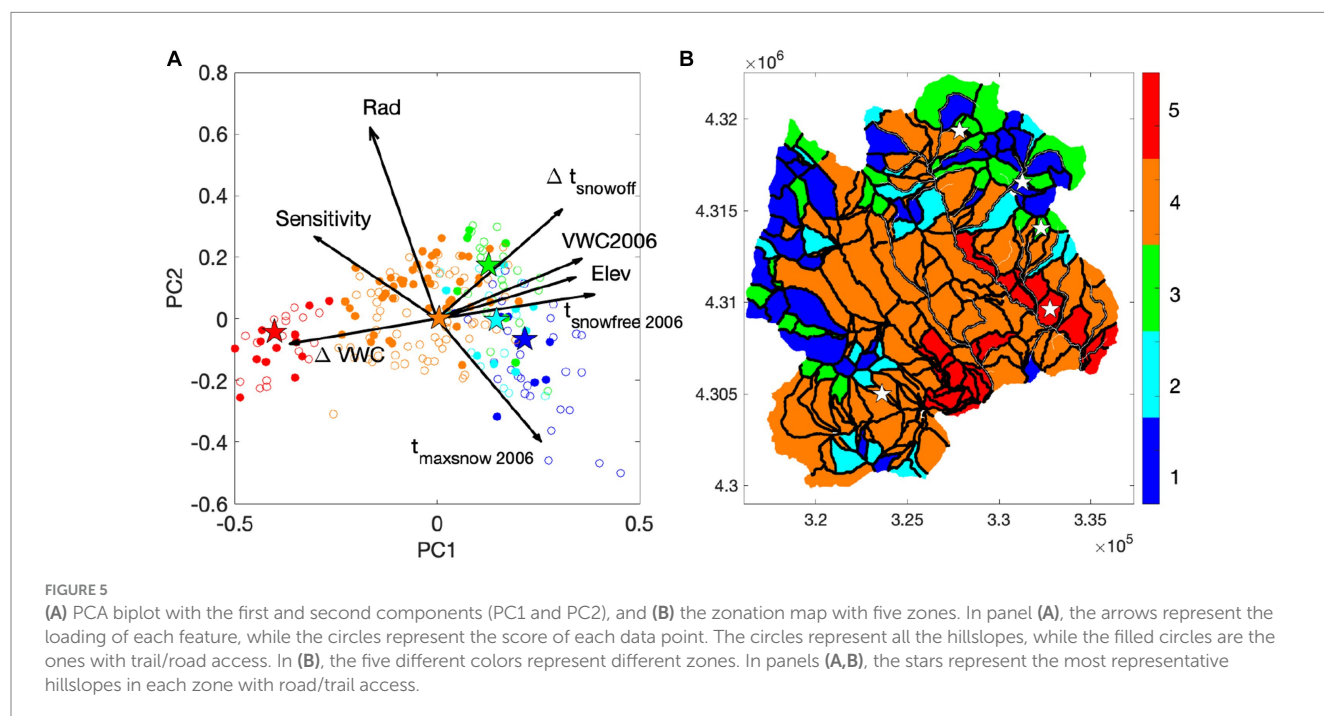 A
0.8
0.6
0.4
0.2
0
-0.2
-0.4
-0.6
PC2
-0.5
0
0.5
PC1
Rad
Δ t snowoff
Sensitivity
VWC2006
Elev
t snowfree 2006
Δ VWC
t maxsnow 2006
B
×10⁶
4.32
4.315
4.31
4.305
4.3
3.2
3.25
3.3
3.35
×10⁵
5
4
3
2
1
FIGURE 5
(A) PCA biplot with the first and second components (PC1 and PC2), and (B) the zonation map with five zones. In panel (A), the arrows represent the
loading of each feature, while the circles represent the score of each data point. The circles represent all the hillslopes, while the filled circles are the
ones with trail/road access. In (B), the five different colors represent different zones. In panels (A,B), the stars represent the most representative
hillslopes in each zone with road/trail access.